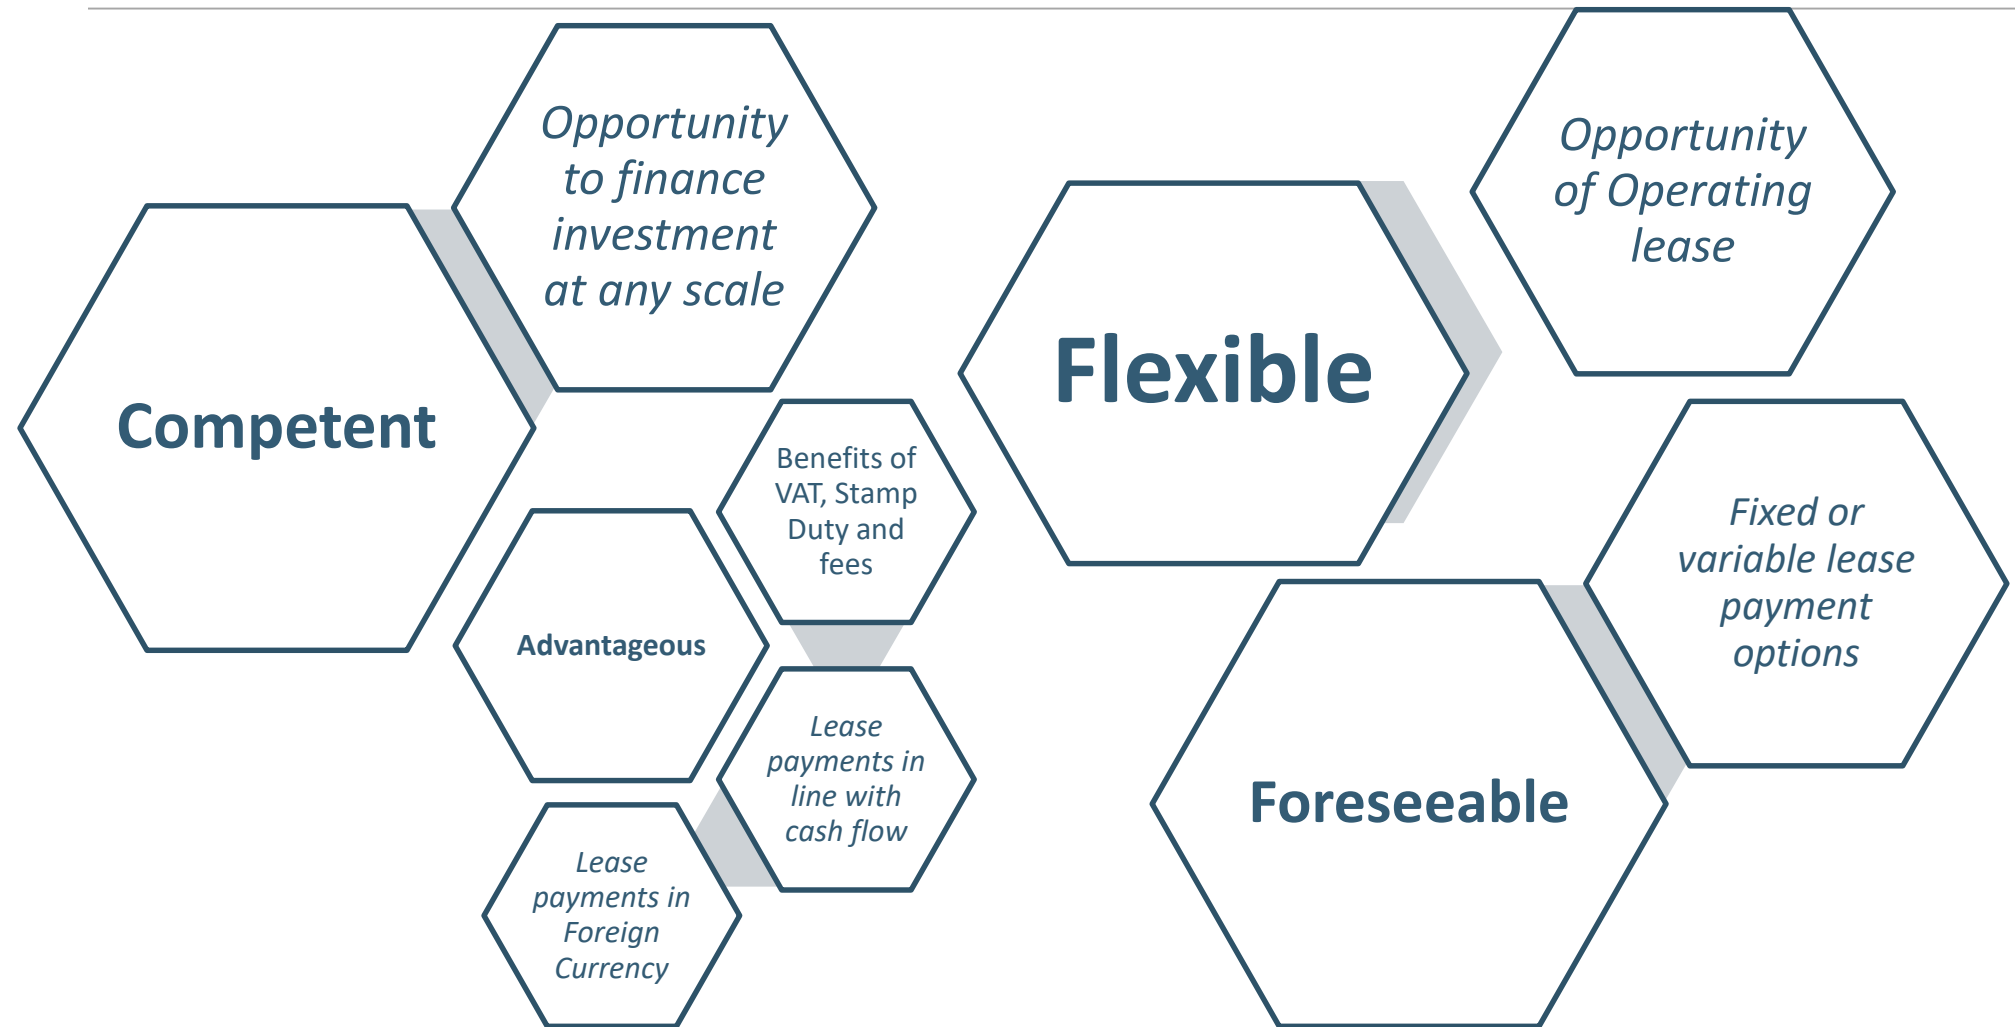 Opportunity
to finance
investment
at any scale
Competent
Benefits of
VAT, Stamp
Duty and
fees
Advantageous
Lease
payments in
line with
cash flow
Lease
payments in
Foreign
Currency
Opportunity
of Operating
lease
Flexible
Fixed or
variable lease
payment
options
Foreseeable